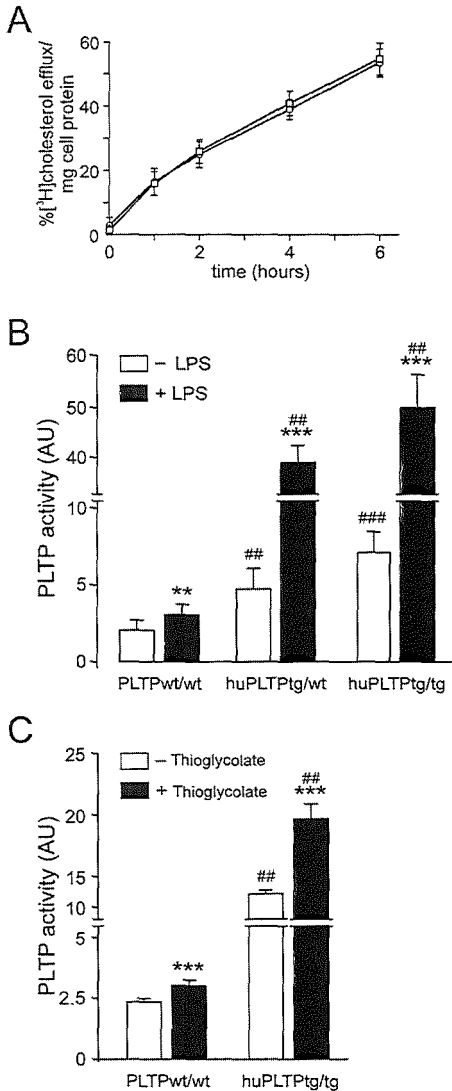 A
%[³H]cholesterol efflux/
mg cell protein
60
40
20
0
0 2 4 6
time (hours)
B
PLTP activity (AU)
60
50
40
10
5
0
− LPS
+ LPS
**
##
##
***
###
##
***
PLTPwt/wt huPLTPtg/wt huPLTPtg/tg
C
PLTP activity (AU)
25
20
15
10
5
2.5
0
− Thioglycolate
+ Thioglycolate
***
##
##
***
PLTPwt/wt huPLTPtg/tg